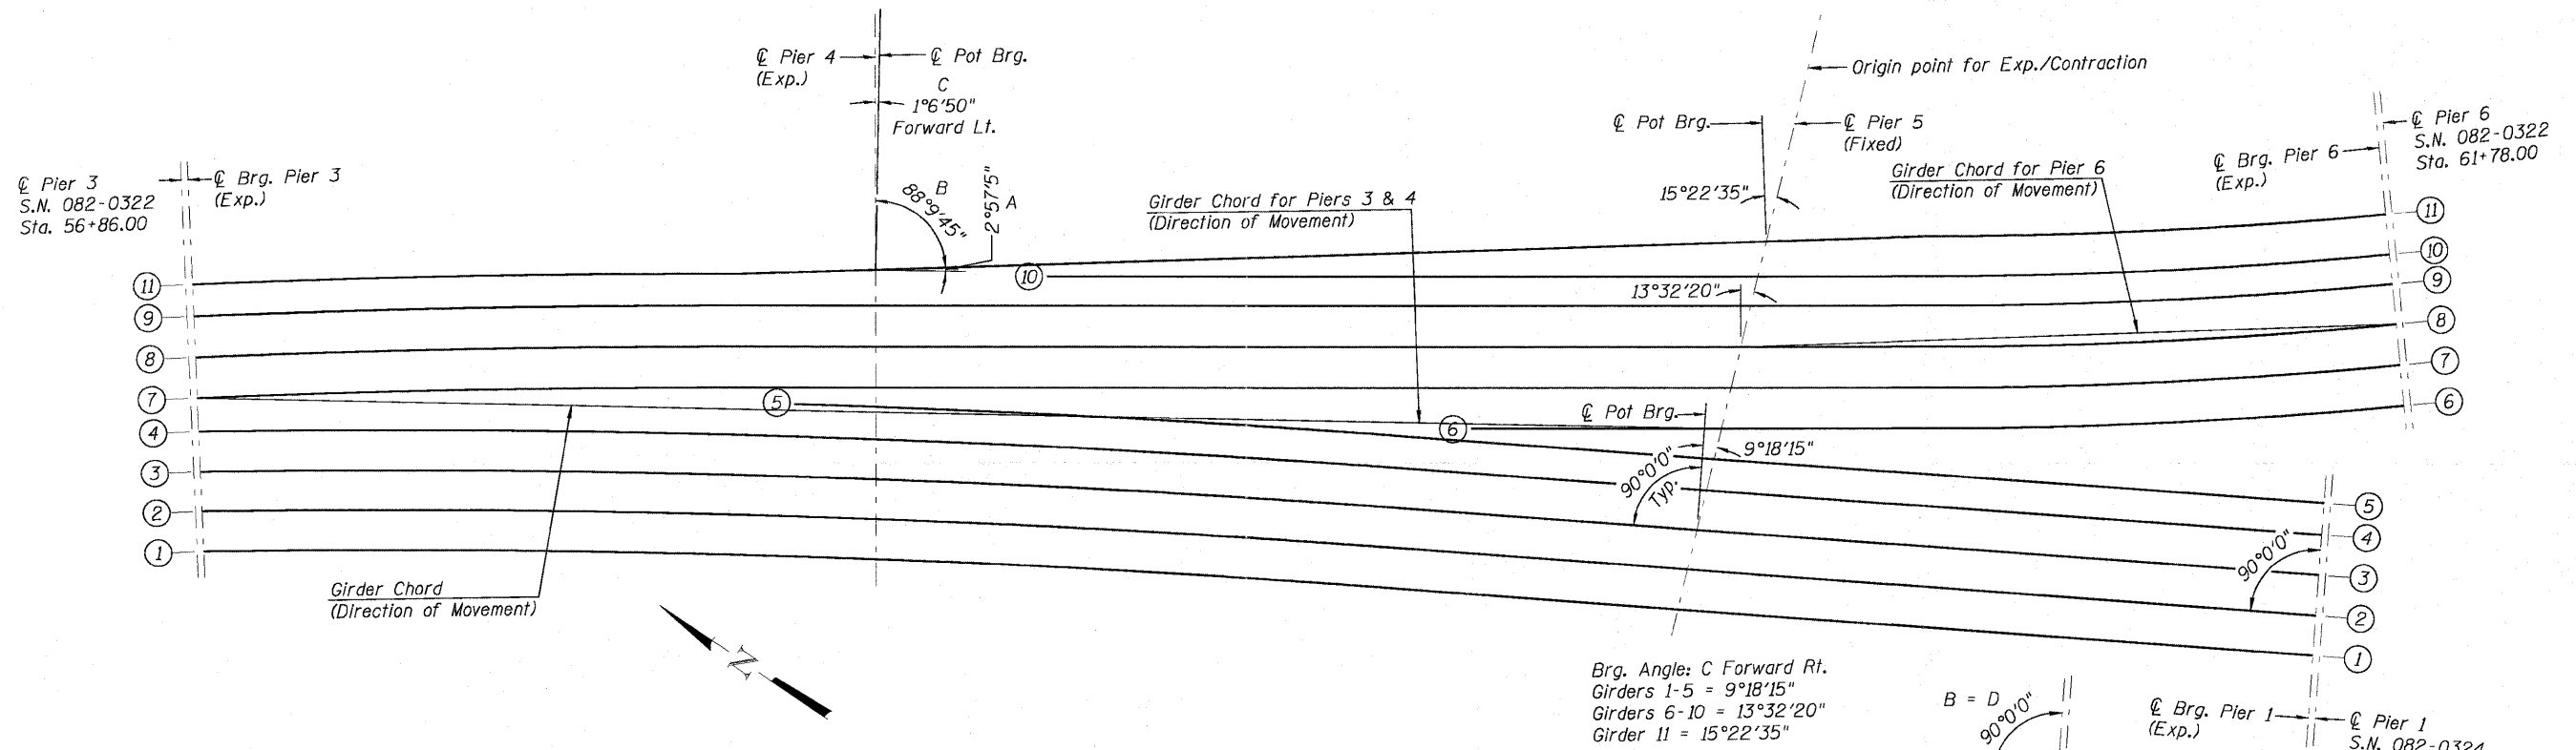 ℄ Pier 4
(Exp.)
℄ Pot Brg.
C
1°6'50"
Forward Lt.
Origin point for Exp./Contraction
℄ Pot Brg.
℄ Pier 5
(Fixed)
℄ Pier 6
S.N. 082-0322
Sta. 61+78.00
℄ Brg. Pier 6
(Exp.)
℄ Pier 3
S.N. 082-0322
Sta. 56+86.00
℄ Brg. Pier 3
(Exp.)
B
88°9'45"
2°57'5"
A
Girder Chord for Piers 3 & 4
(Direction of Movement)
15°22'35"
Girder Chord for Pier 6
(Direction of Movement)
11
10
9
8
7
6
11
9
8
7
4
3
2
1
10
13°32'20"
5
6
℄ Pot Brg.
9°18'15"
90°0'0"
Typ.
5
4
3
2
1
90°0'0"
Girder Chord
(Direction of Movement)
N
Brg. Angle: C Forward Rt.
Girders 1-5 = 9°18'15"
Girders 6-10 = 13°32'20"
Girder 11 = 15°22'35"
B = D
90°0'0"
℄ Brg. Pier 1
(Exp.)
℄ Pier 1
S.N. 082-0324